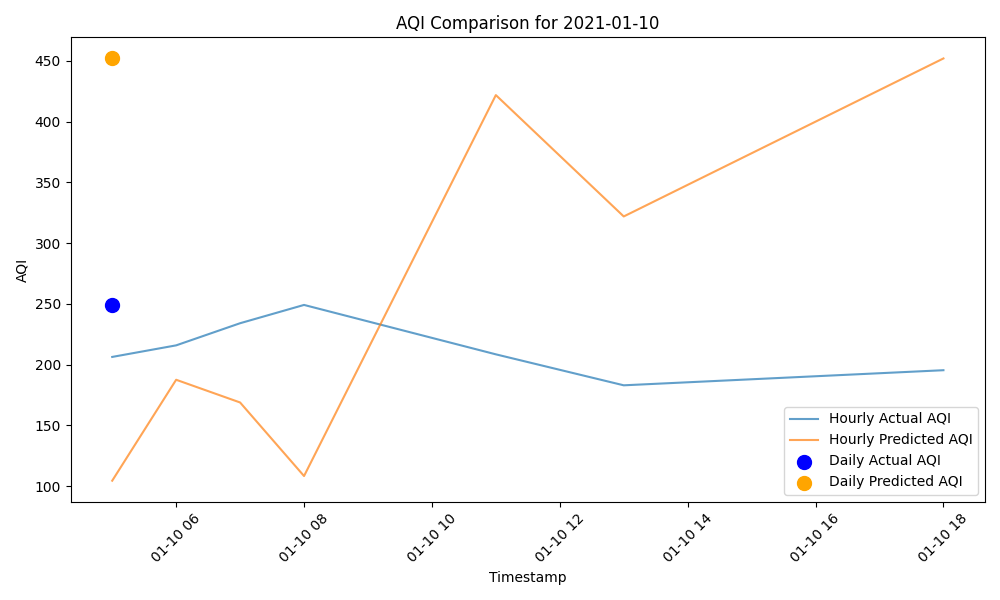 AQI Comparison for 2021-01-10
450
400
350
300
250
200
150
100
AQI
Hourly Actual AQI
Hourly Predicted AQI
Daily Actual AQI
Daily Predicted AQI
01-10 06
01-10 08
01-10 10
01-10 12
01-10 14
01-10 16
01-10 18
Timestamp